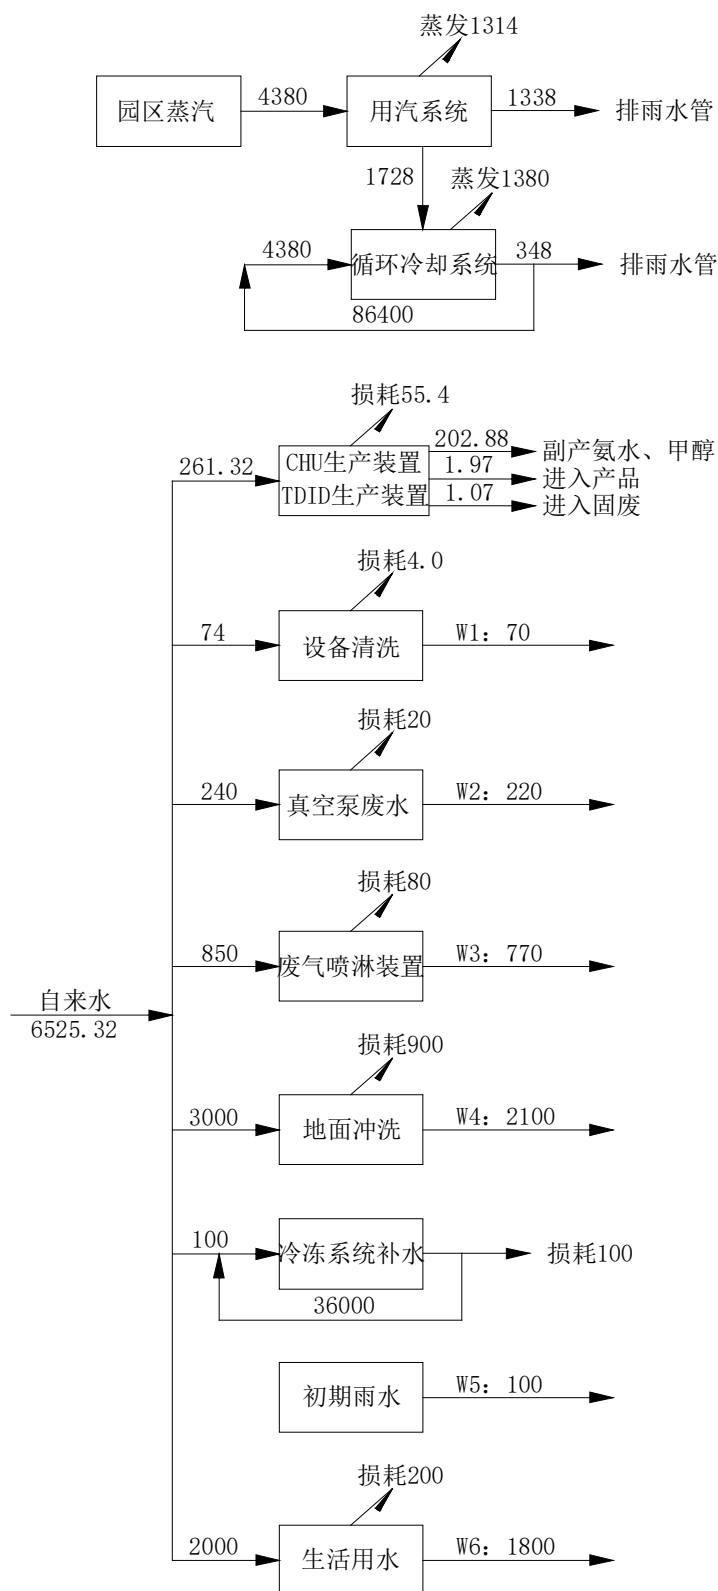 蒸发1314
园区蒸汽
4380
用汽系统
1338
排雨水管
1728
蒸发1380
4380
循环冷却系统
348
排雨水管
86400
损耗55.4
261.32
CHU生产装置
TDID生产装置
202.88
副产氨水、甲醇
1.97
进入产品
1.07
进入固废
损耗4.0
74
设备清洗
W1: 70
损耗20
240
真空泵废水
W2: 220
损耗80
850
废气喷淋装置
W3: 770
自来水
6525.32
损耗900
3000
地面冲洗
W4: 2100
100
冷冻系统补水
损耗100
36000
初期雨水
W5: 100
损耗200
2000
生活用水
W6: 1800